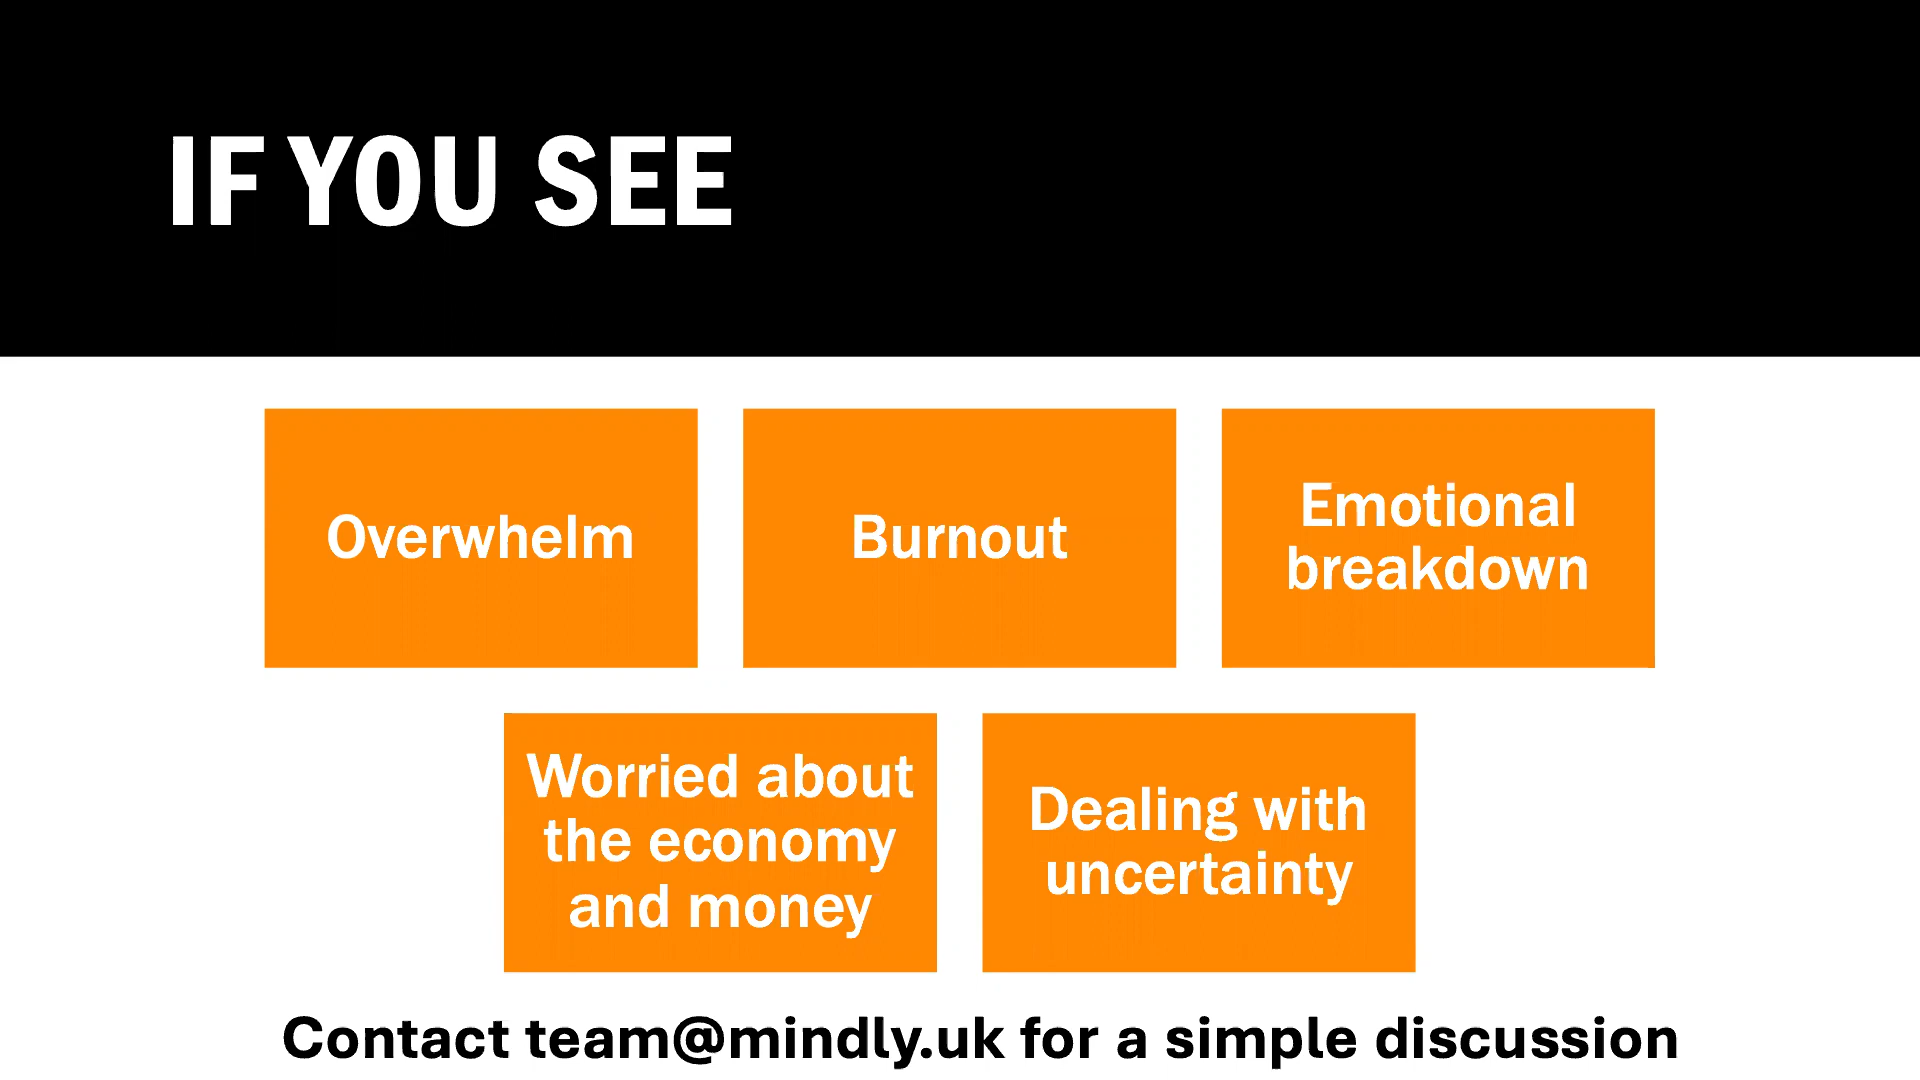 IF YOU SEE
Overwhelm
Burnout
Emotional
breakdown
Worried about
the economy
and money
Dealing with
uncertainty
Contact team@mindly.uk for a simple discussion